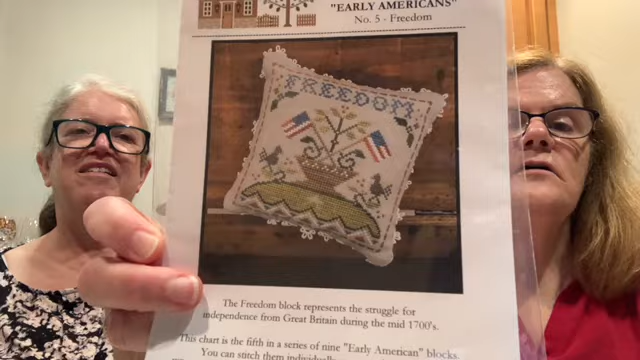 "EARLY AMERICANS"
No. 5 - Freedom
FREEDOM
The Freedom block represents the struggle for
independence from Great Britain during the mid 1700's.
This chart is the fifth in a series of nine "Early American" blocks.
You can stitch them individually